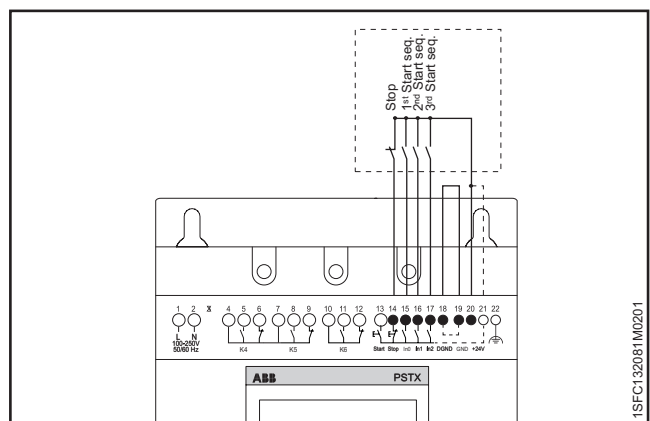 Stop
1st Start seq.
2nd Start seq.
3rd Start seq.
1 2 4 5 6 7 8 9 10 11 12 13 14 15 16 17 18 19 20 21 22
L N
100-250V
50/60 Hz
K4 K5 K6
Start Stop In0 In1 In2 DGND GND +24V
ABB PSTX
1SFC132081M0201